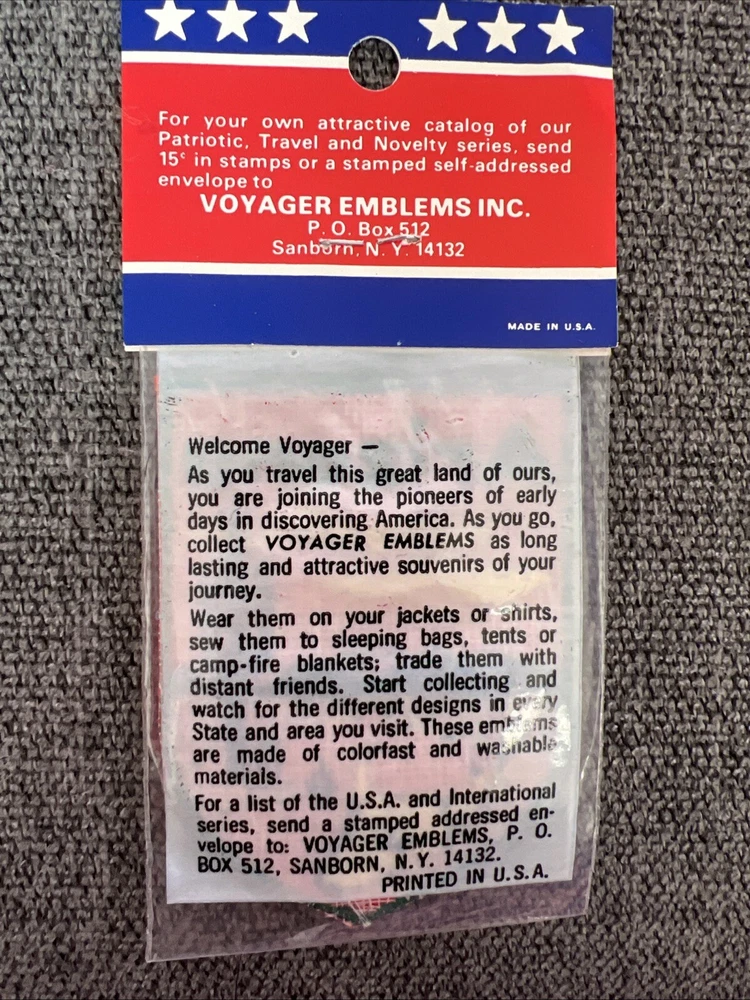 For your own attractive catalog of our
Patriotic, Travel and Novelty series, send
15¢ in stamps or a stamped self-addressed
envelope to
VOYAGER EMBLEMS INC.
P. O. Box 512
Sanborn, N. Y. 14132
MADE IN U.S.A.
Welcome Voyager —
As you travel this great land of ours,
you are joining the pioneers of early
days in discovering America. As you go,
collect VOYAGER EMBLEMS as long
lasting and attractive souvenirs of your
journey.
Wear them on your jackets or shirts,
sew them to sleeping bags, tents or
camp-fire blankets; trade them with
distant friends. Start collecting and
watch for the different designs in every
State and area you visit. These emblems
are made of colorfast and washable
materials.
For a list of the U.S.A. and International
series, send a stamped addressed en-
velope to: VOYAGER EMBLEMS, P. O.
BOX 512, SANBORN, N.Y. 14132.
PRINTED IN U.S.A.